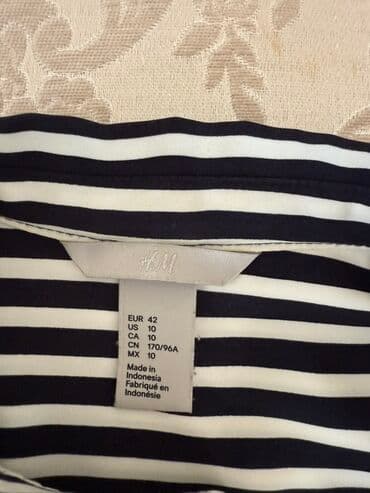 H&M
EUR 42
US 10
CA 10
CN 170/96A
MX 10
Made in
Indonesia
Fabriqué en
Indonésie